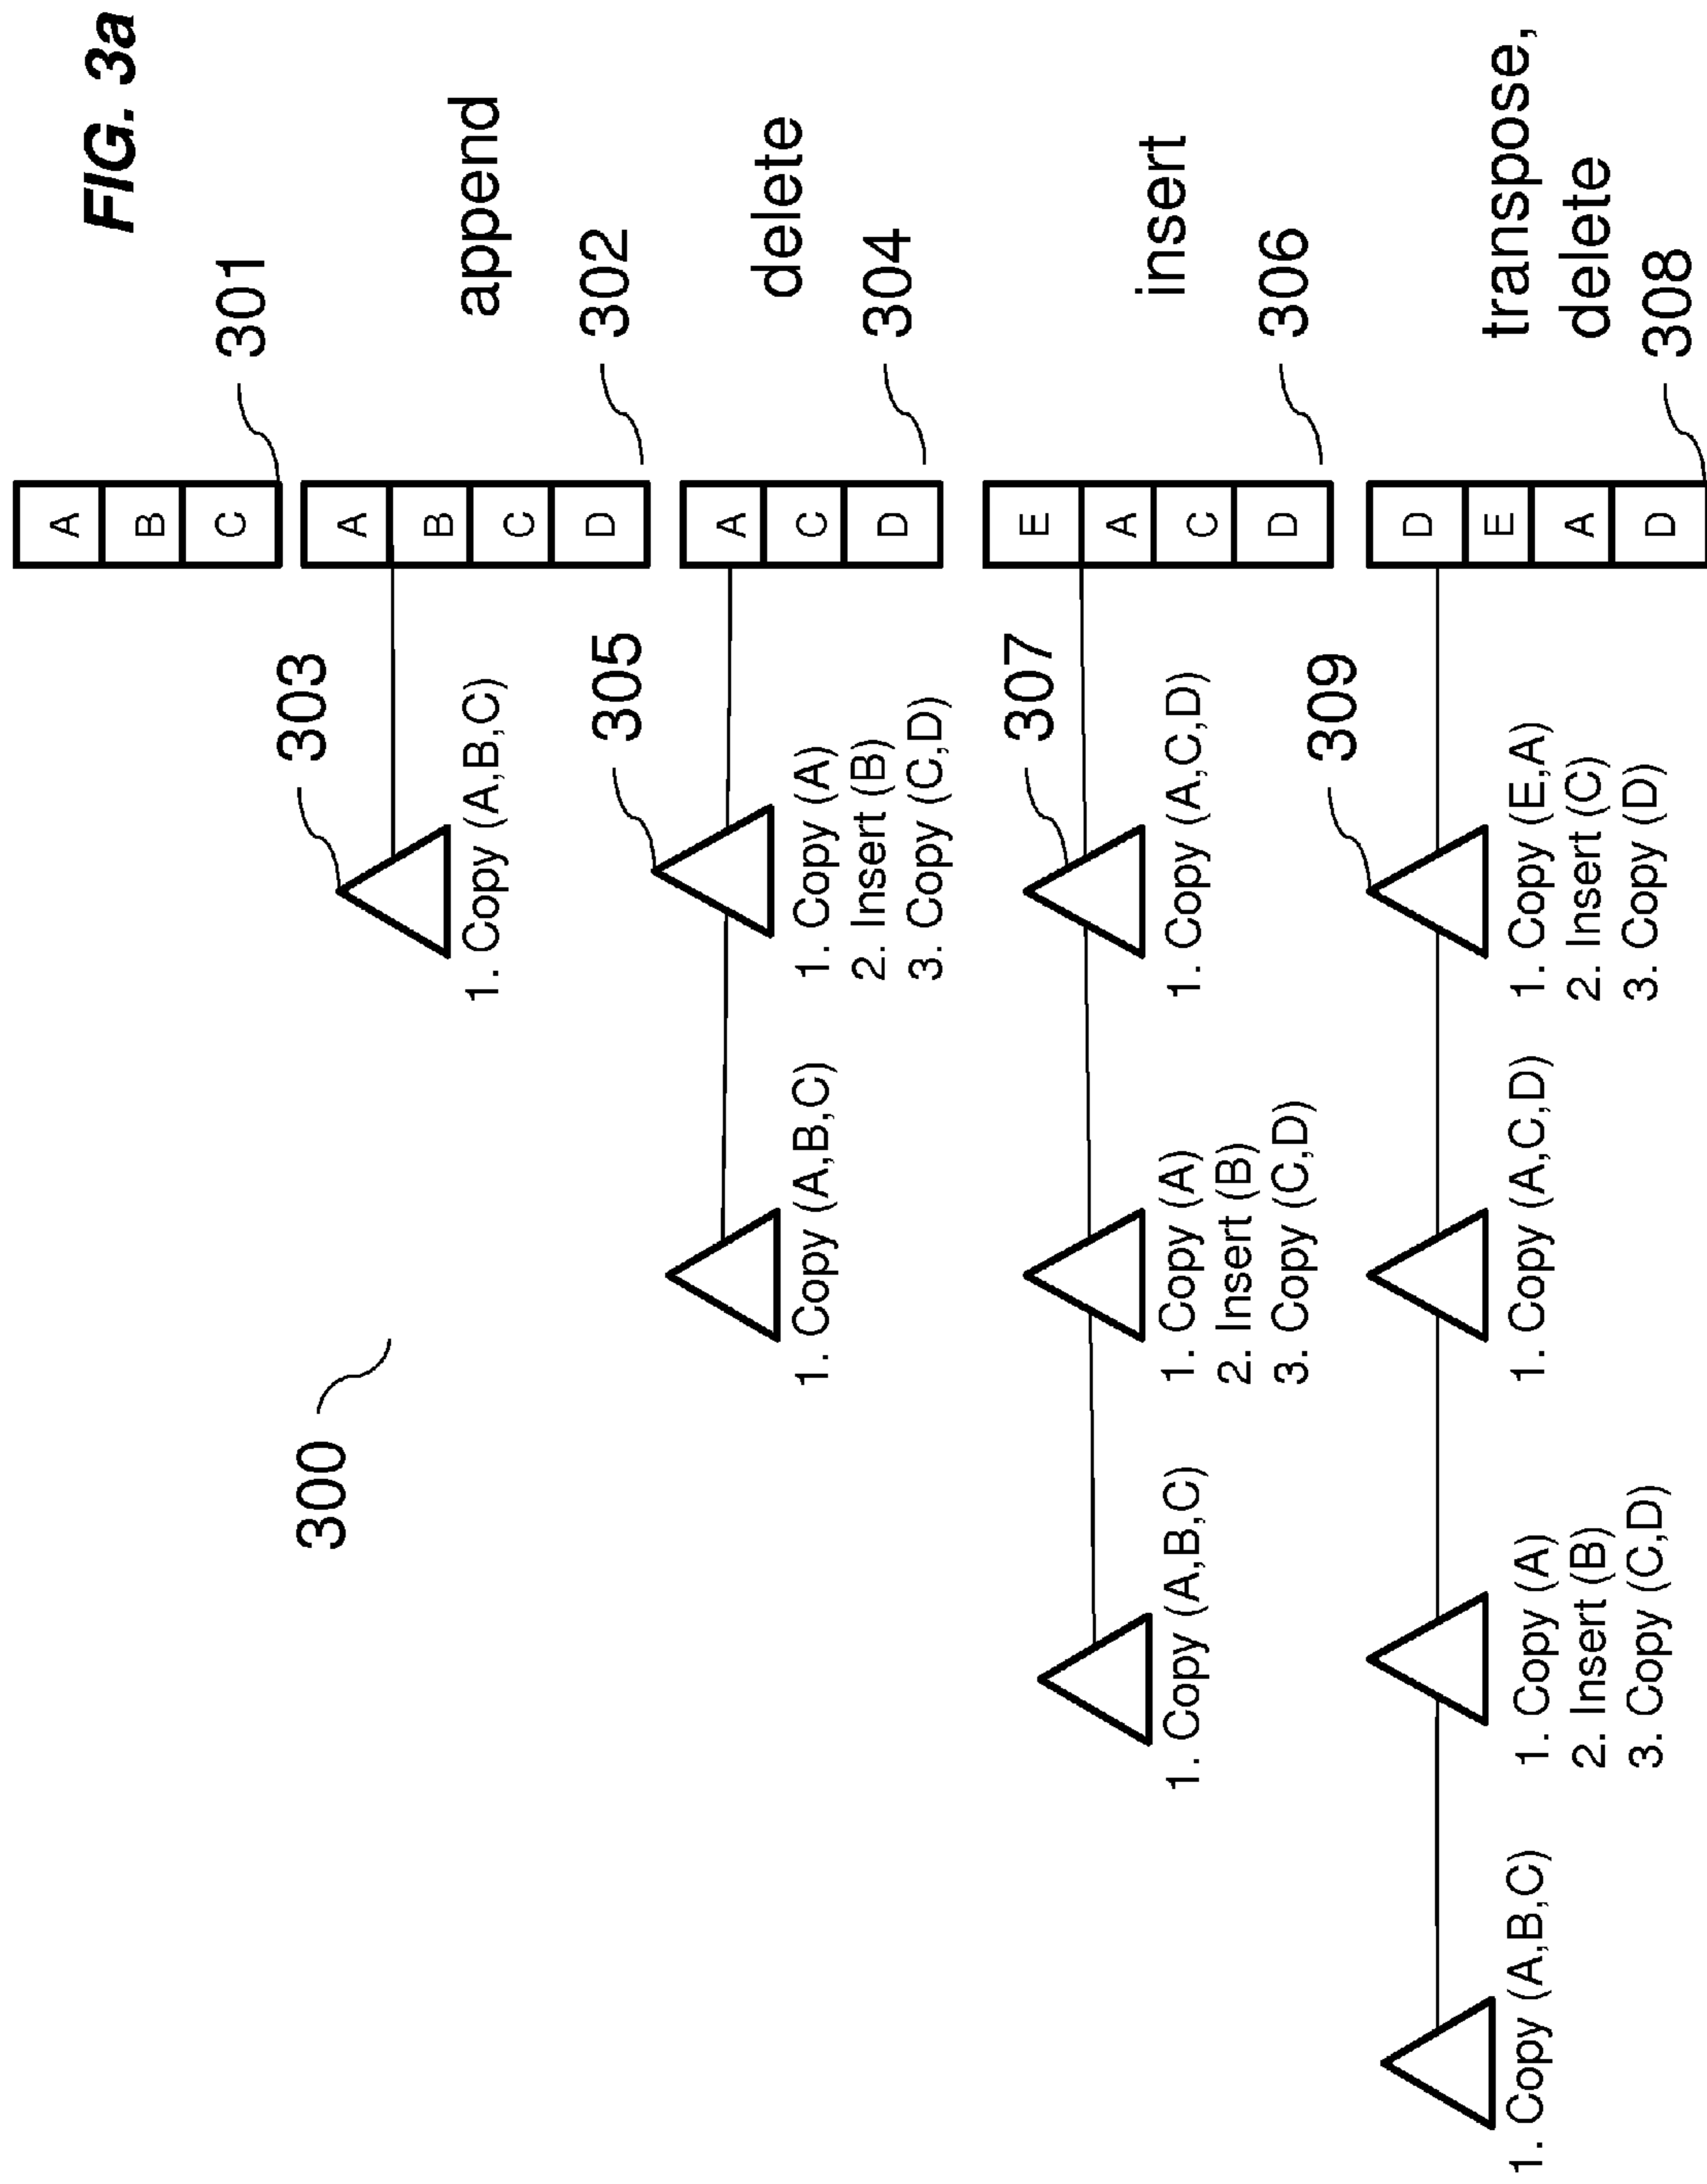 FIG. 3a
300
A
B
C
301
303
1. Copy (A,B,C)
A
B
C
D
append
302
1. Copy (A,B,C)
305
1. Copy (A)
2. Insert (B)
3. Copy (C,D)
A
C
D
delete
304
1. Copy (A,B,C)
1. Copy (A)
2. Insert (B)
3. Copy (C,D)
307
1. Copy (A,C,D)
E
A
C
D
insert
306
1. Copy (A,B,C)
1. Copy (A)
2. Insert (B)
3. Copy (C,D)
1. Copy (A,C,D)
309
1. Copy (E,A)
2. Insert (C)
3. Copy (D)
D
E
A
D
transpose,
delete
308